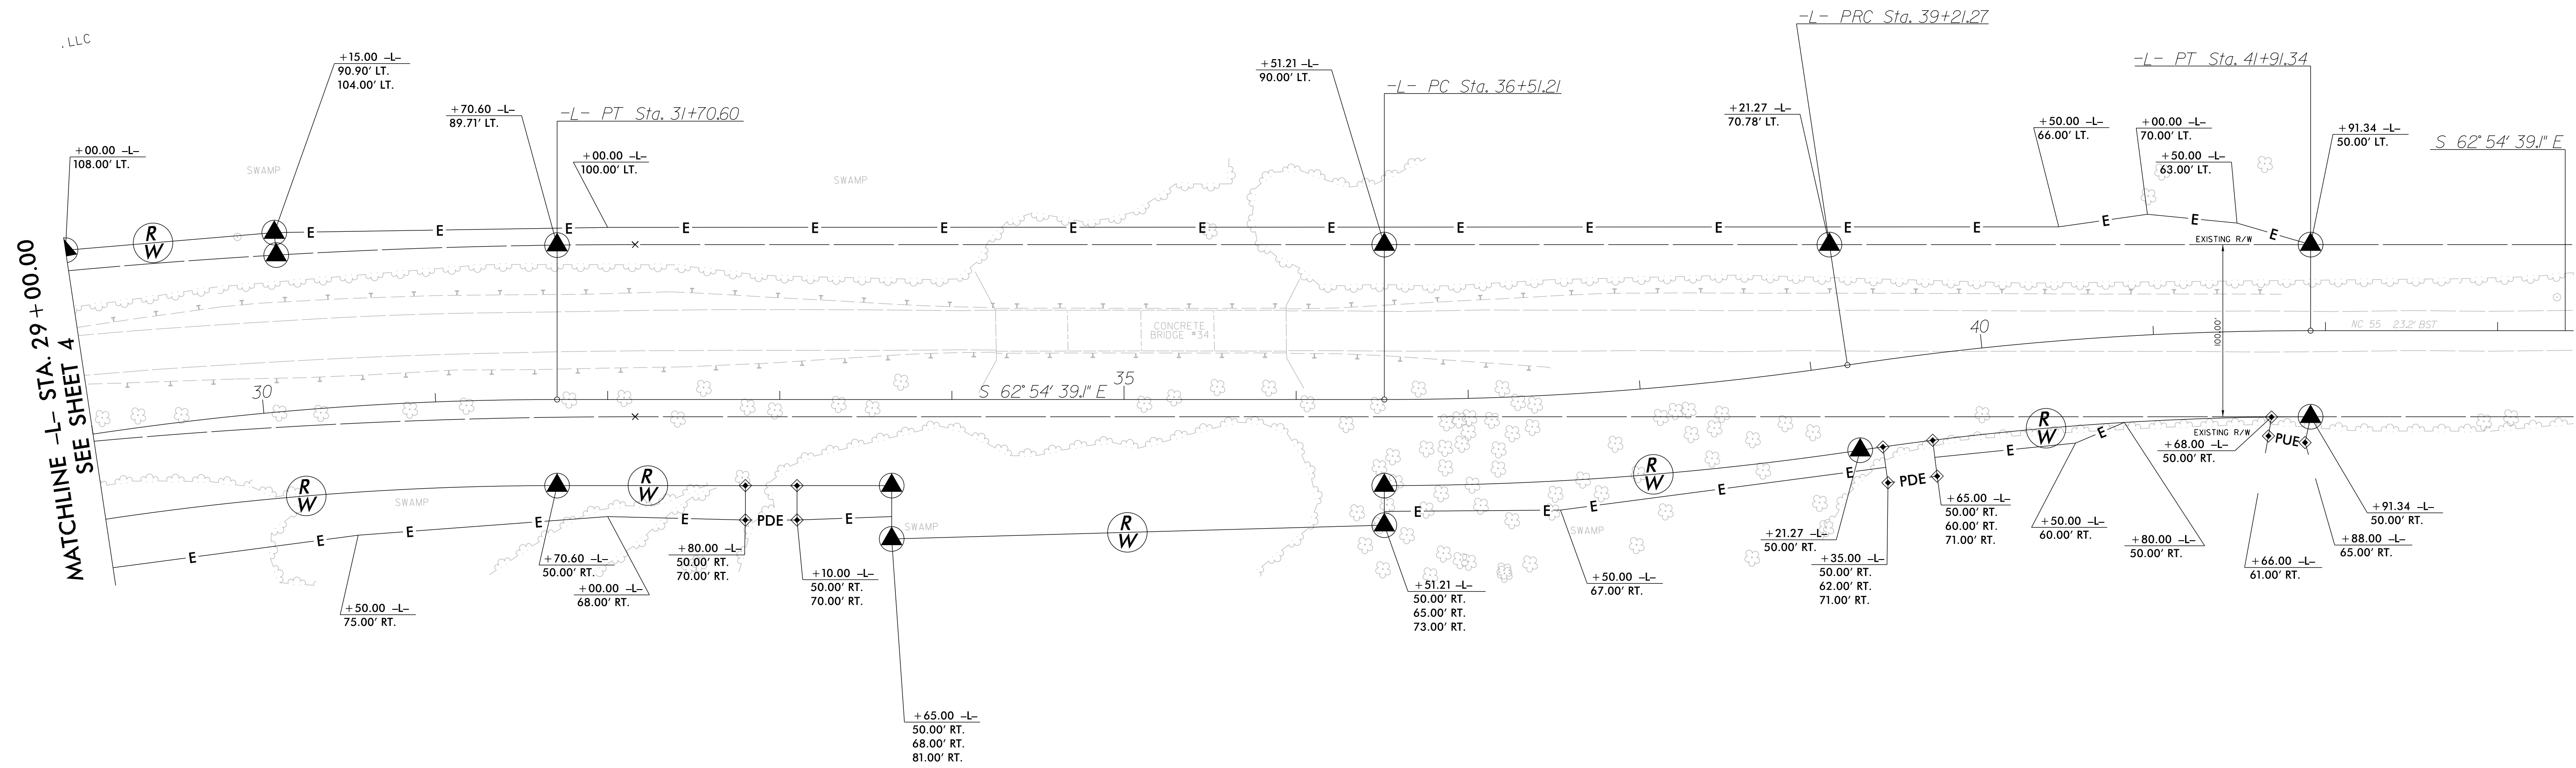 . LLC
-L- PRC Sta. 39+21.27
+15.00 -L-
90.90' LT.
104.00' LT.
+51.21 -L-
90.00' LT.
-L- PT Sta. 41+91.34
-L- PC Sta. 36+51.21
+70.60 -L-
89.71' LT.
-L- PT Sta. 31+70.60
+21.27 -L-
70.78' LT.
+50.00 -L-
66.00' LT.
+00.00 -L-
70.00' LT.
+91.34 -L-
50.00' LT.
S 62° 54' 39.1" E
+00.00 -L-
108.00' LT.
+00.00 -L-
100.00' LT.
+50.00 -L-
63.00' LT.
SWAMP
SWAMP
R
W
E E E E E E E E E E E E E E E E E
EXISTING R/W
MATCHLINE -L- STA. 29+00.00
SEE SHEET 4
CONCRETE
BRIDGE #34
100.00'
40
NC 55 23.2' BST
30
S 62° 54' 39.1" E
35
R
W
EXISTING R/W
PUE
+68.00 -L-
50.00' RT.
R
W
R
W
R
W
SWAMP
E E E E E E
PDE
SWAMP
R
W
E E E E E E E
SWAMP
PDE
+70.60 -L-
50.00' RT.
+80.00 -L-
50.00' RT.
70.00' RT.
+10.00 -L-
50.00' RT.
70.00' RT.
+00.00 -L-
68.00' RT.
+50.00 -L-
75.00' RT.
+65.00 -L-
50.00' RT.
68.00' RT.
81.00' RT.
+51.21 -L-
50.00' RT.
65.00' RT.
73.00' RT.
+50.00 -L-
67.00' RT.
+21.27 -L-
50.00' RT.
+35.00 -L-
50.00' RT.
62.00' RT.
71.00' RT.
+65.00 -L-
50.00' RT.
60.00' RT.
71.00' RT.
+50.00 -L-
60.00' RT.
+80.00 -L-
50.00' RT.
+66.00 -L-
61.00' RT.
+91.34 -L-
50.00' RT.
+88.00 -L-
65.00' RT.